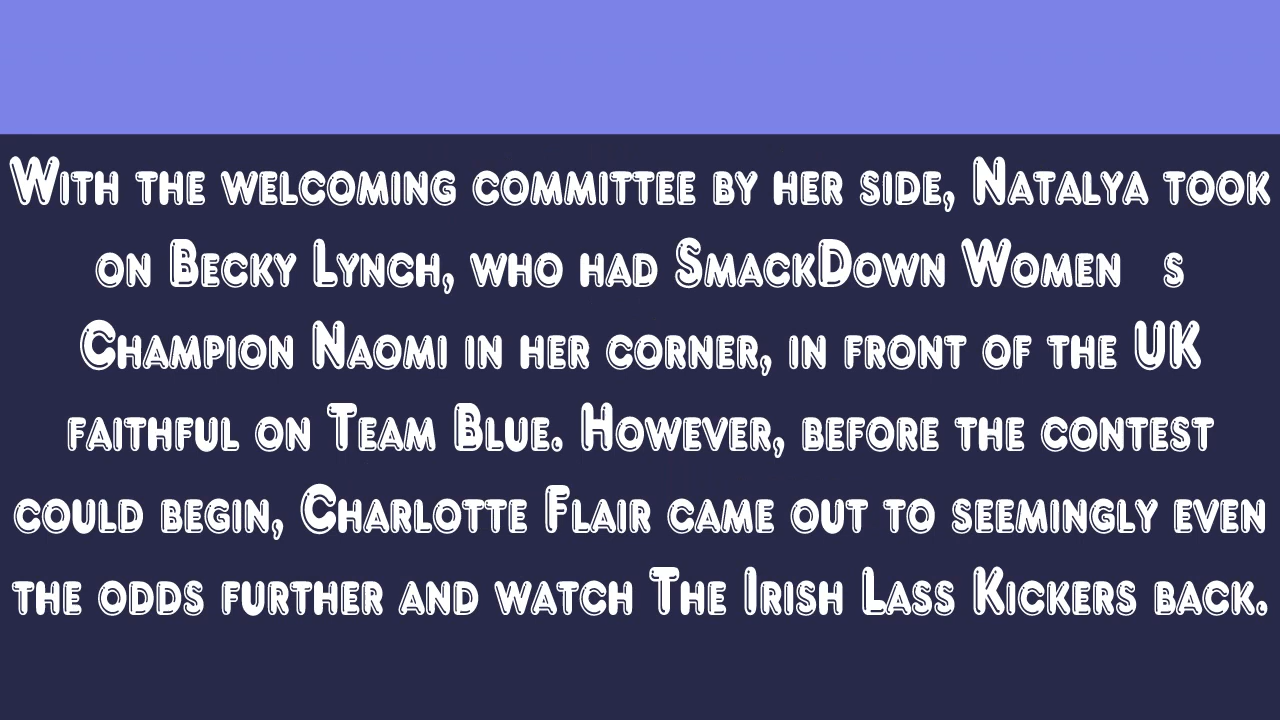 With the welcoming committee by her side, Natalya took
on Becky Lynch, who had SmackDown Women   s
Champion Naomi in her corner, in front of the UK
faithful on Team Blue. However, before the contest
could begin, Charlotte Flair came out to seemingly even
the odds further and watch The Irish Lass Kickers back.